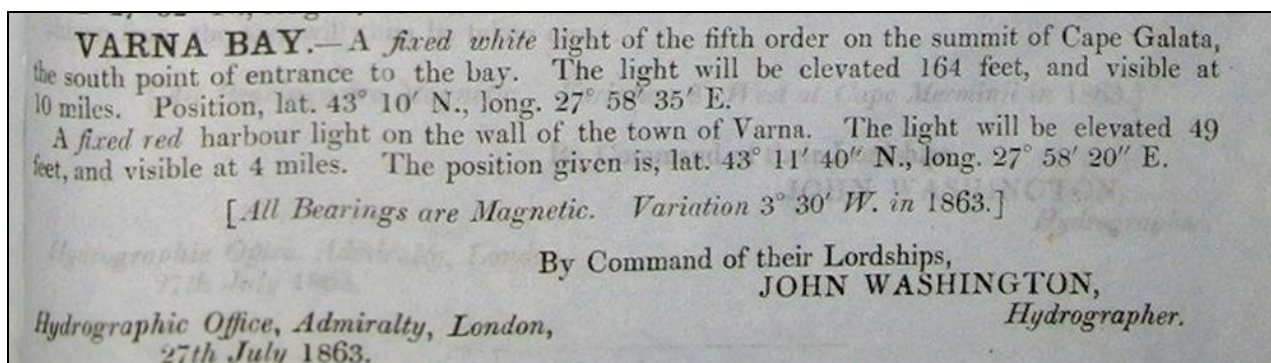 VARNA BAY.—A fixed white light of the fifth order on the summit of Cape Galata,
the south point of entrance to the bay. The light will be elevated 164 feet, and visible at
10 miles. Position, lat. 43° 10′ N., long. 27° 58′ 35′ E.
A fixed red harbour light on the wall of the town of Varna. The light will be elevated 49
feet, and visible at 4 miles. The position given is, lat. 43° 11′ 40″ N., long. 27° 58′ 20″ E.
[All Bearings are Magnetic. Variation 3° 30′ W. in 1863.]
By Command of their Lordships,
JOHN WASHINGTON,
Hydrographer.
Hydrographic Office, Admiralty, London,
27th July 1863.